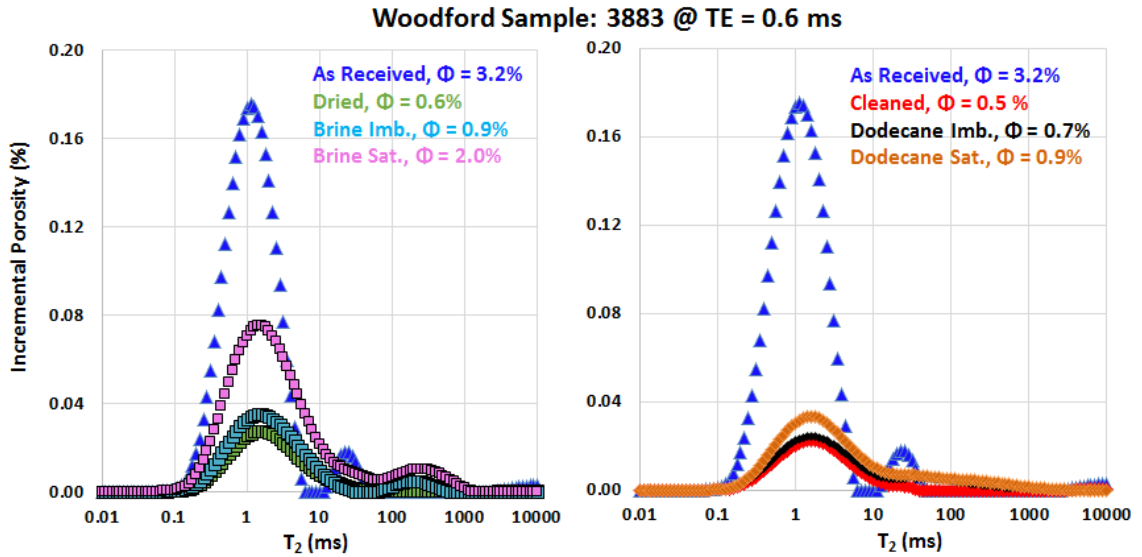 Woodford Sample: 3883 @ TE = 0.6 ms
Incremental Porosity (%)
0.20
0.16
0.12
0.08
0.04
0.00
As Received, Φ = 3.2%
Dried, Φ = 0.6%
Brine Imb., Φ = 0.9%
Brine Sat., Φ = 2.0%
0.01 0.1 1 10 100 1000 10000
T2 (ms)
0.20
0.16
0.12
0.08
0.04
0.00
As Received, Φ = 3.2%
Cleaned, Φ = 0.5 %
Dodecane Imb., Φ = 0.7%
Dodecane Sat., Φ = 0.9%
0.01 0.1 1 10 100 1000 10000
T2 (ms)